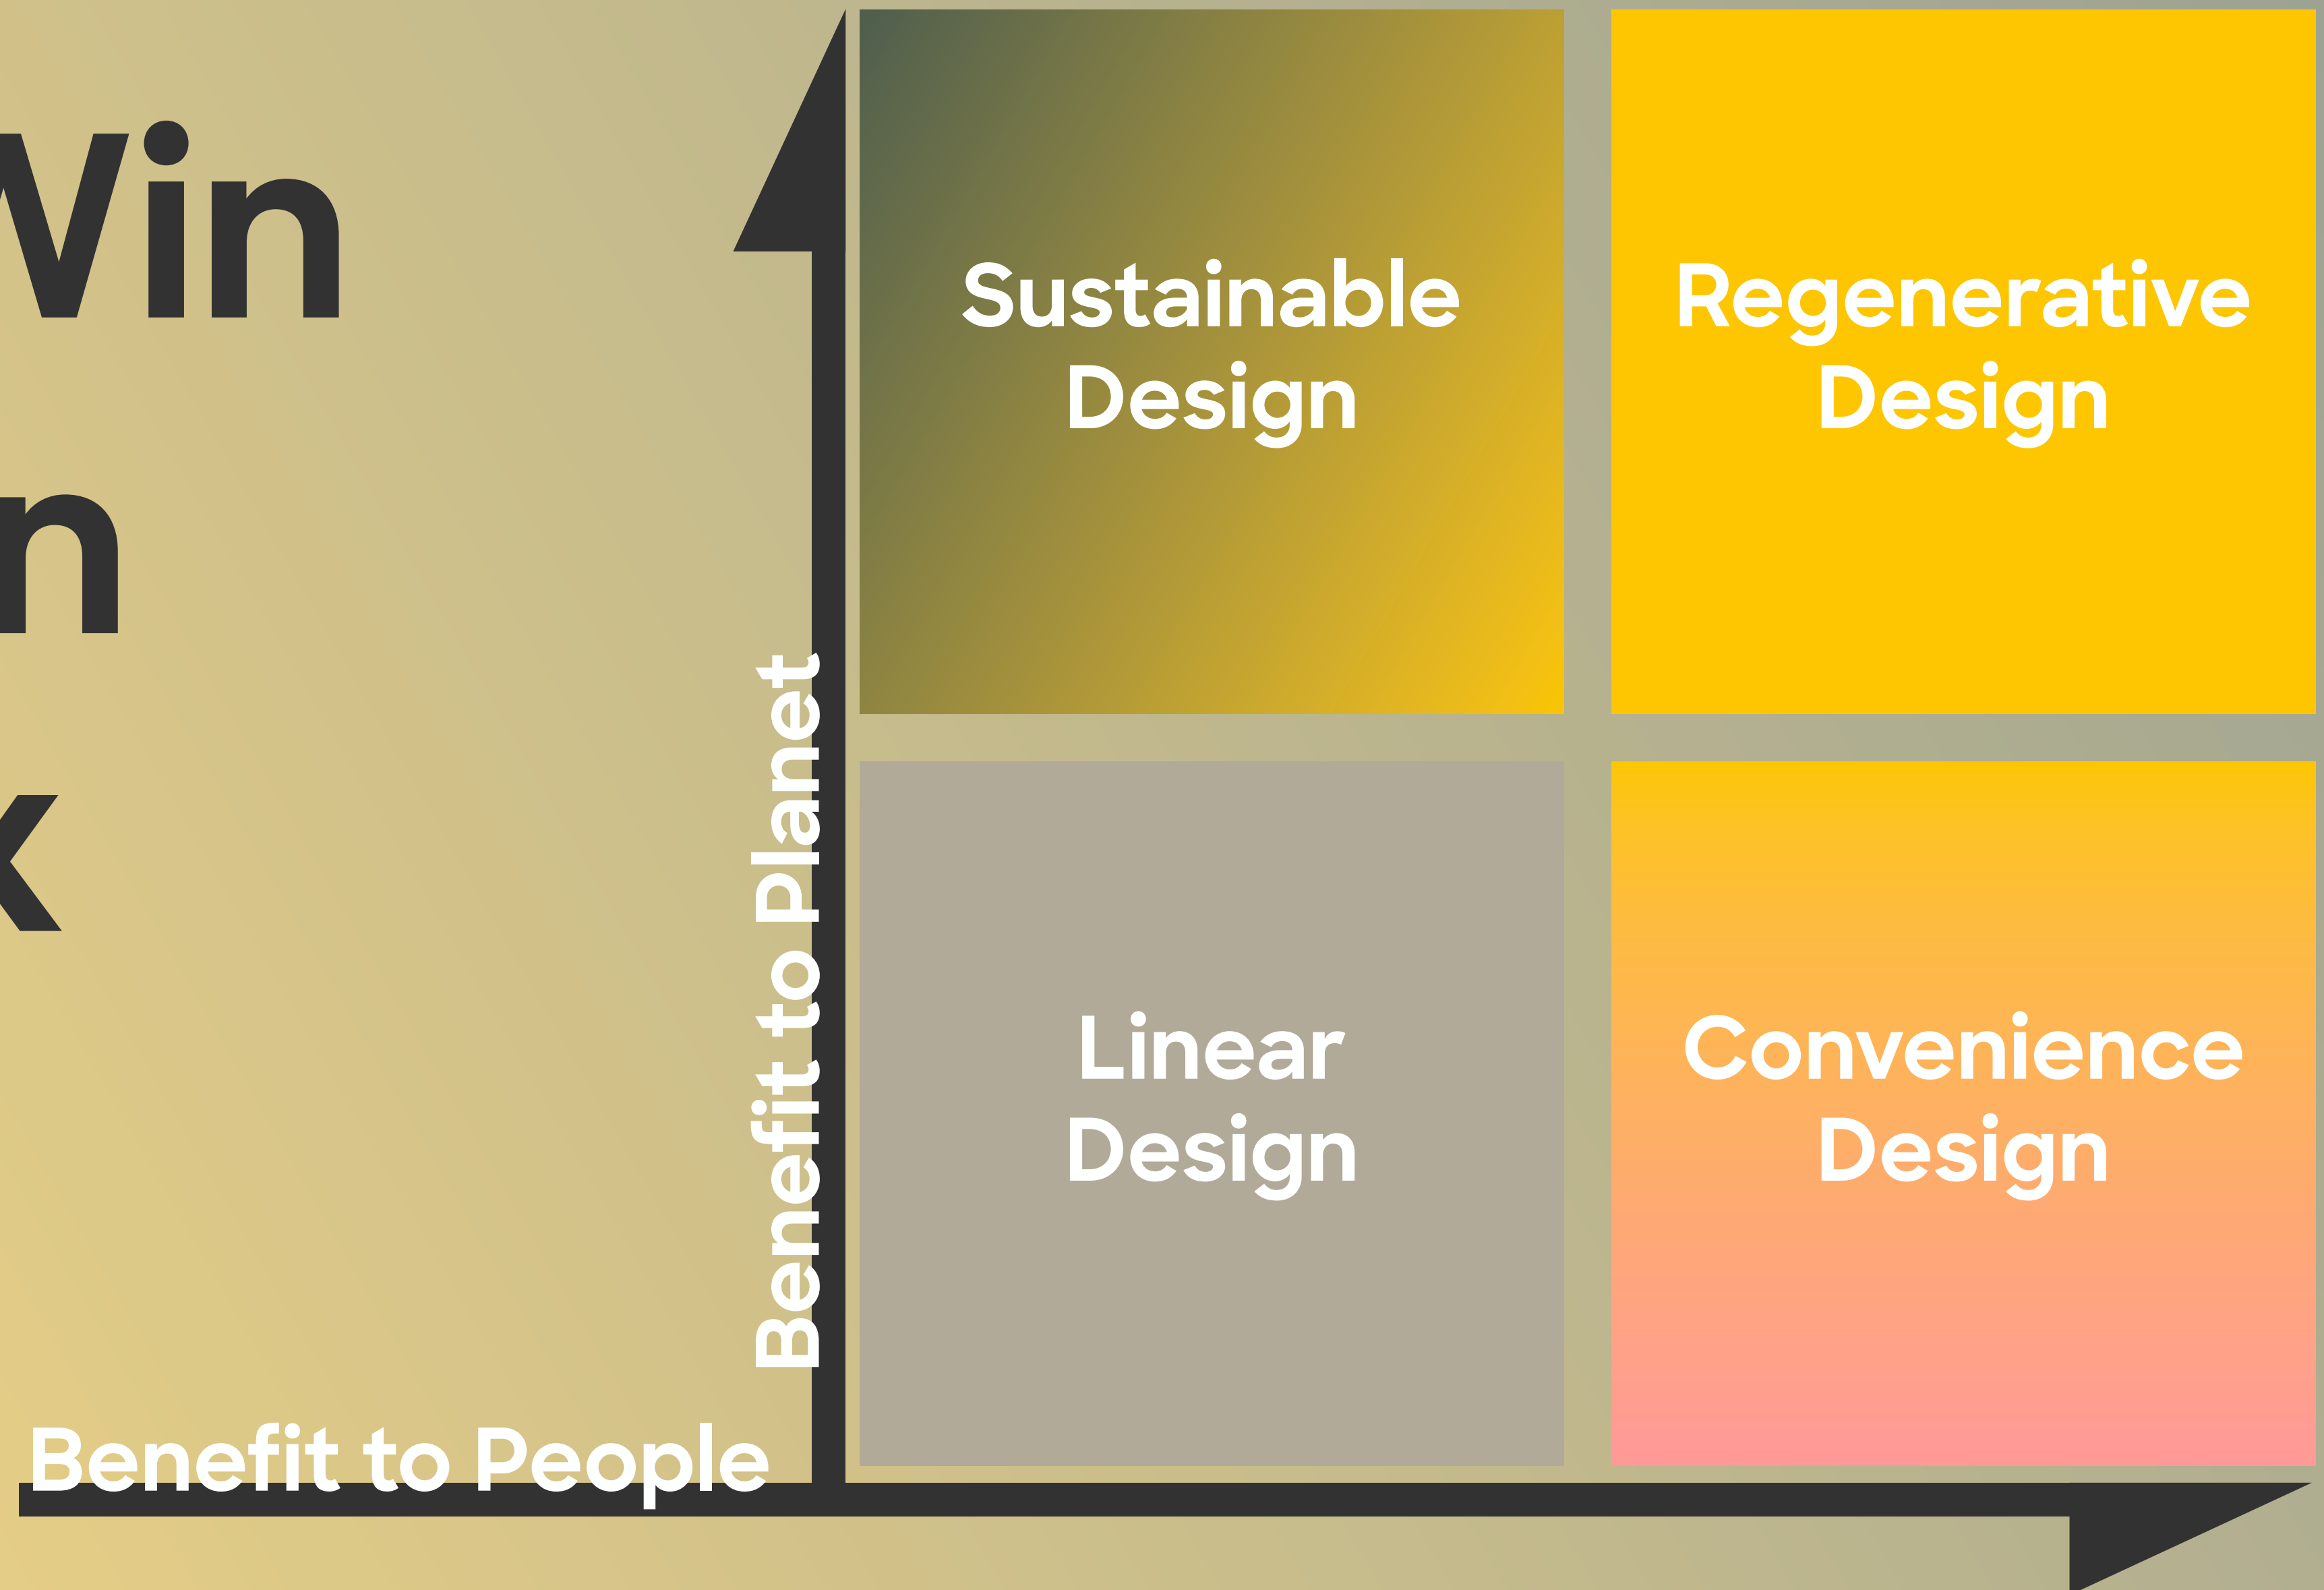 Win
n
x
Sustainable
Design
Regenerative
Design
Benefit to Planet
Linear
Design
Convenience
Design
Benefit to People